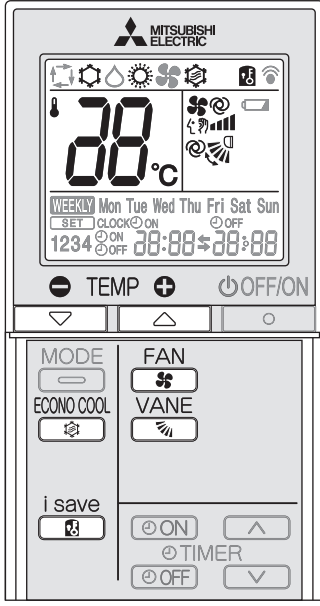 MITSUBISHI
ELECTRIC
88 °C
WEEKLY Mon Tue Wed Thu Fri Sat Sun
SET CLOCK ON OFF
1234 ON OFF 88:88 88:88
TEMP OFF/ON
MODE FAN
ECONO COOL VANE
i save
ON
TIMER
OFF